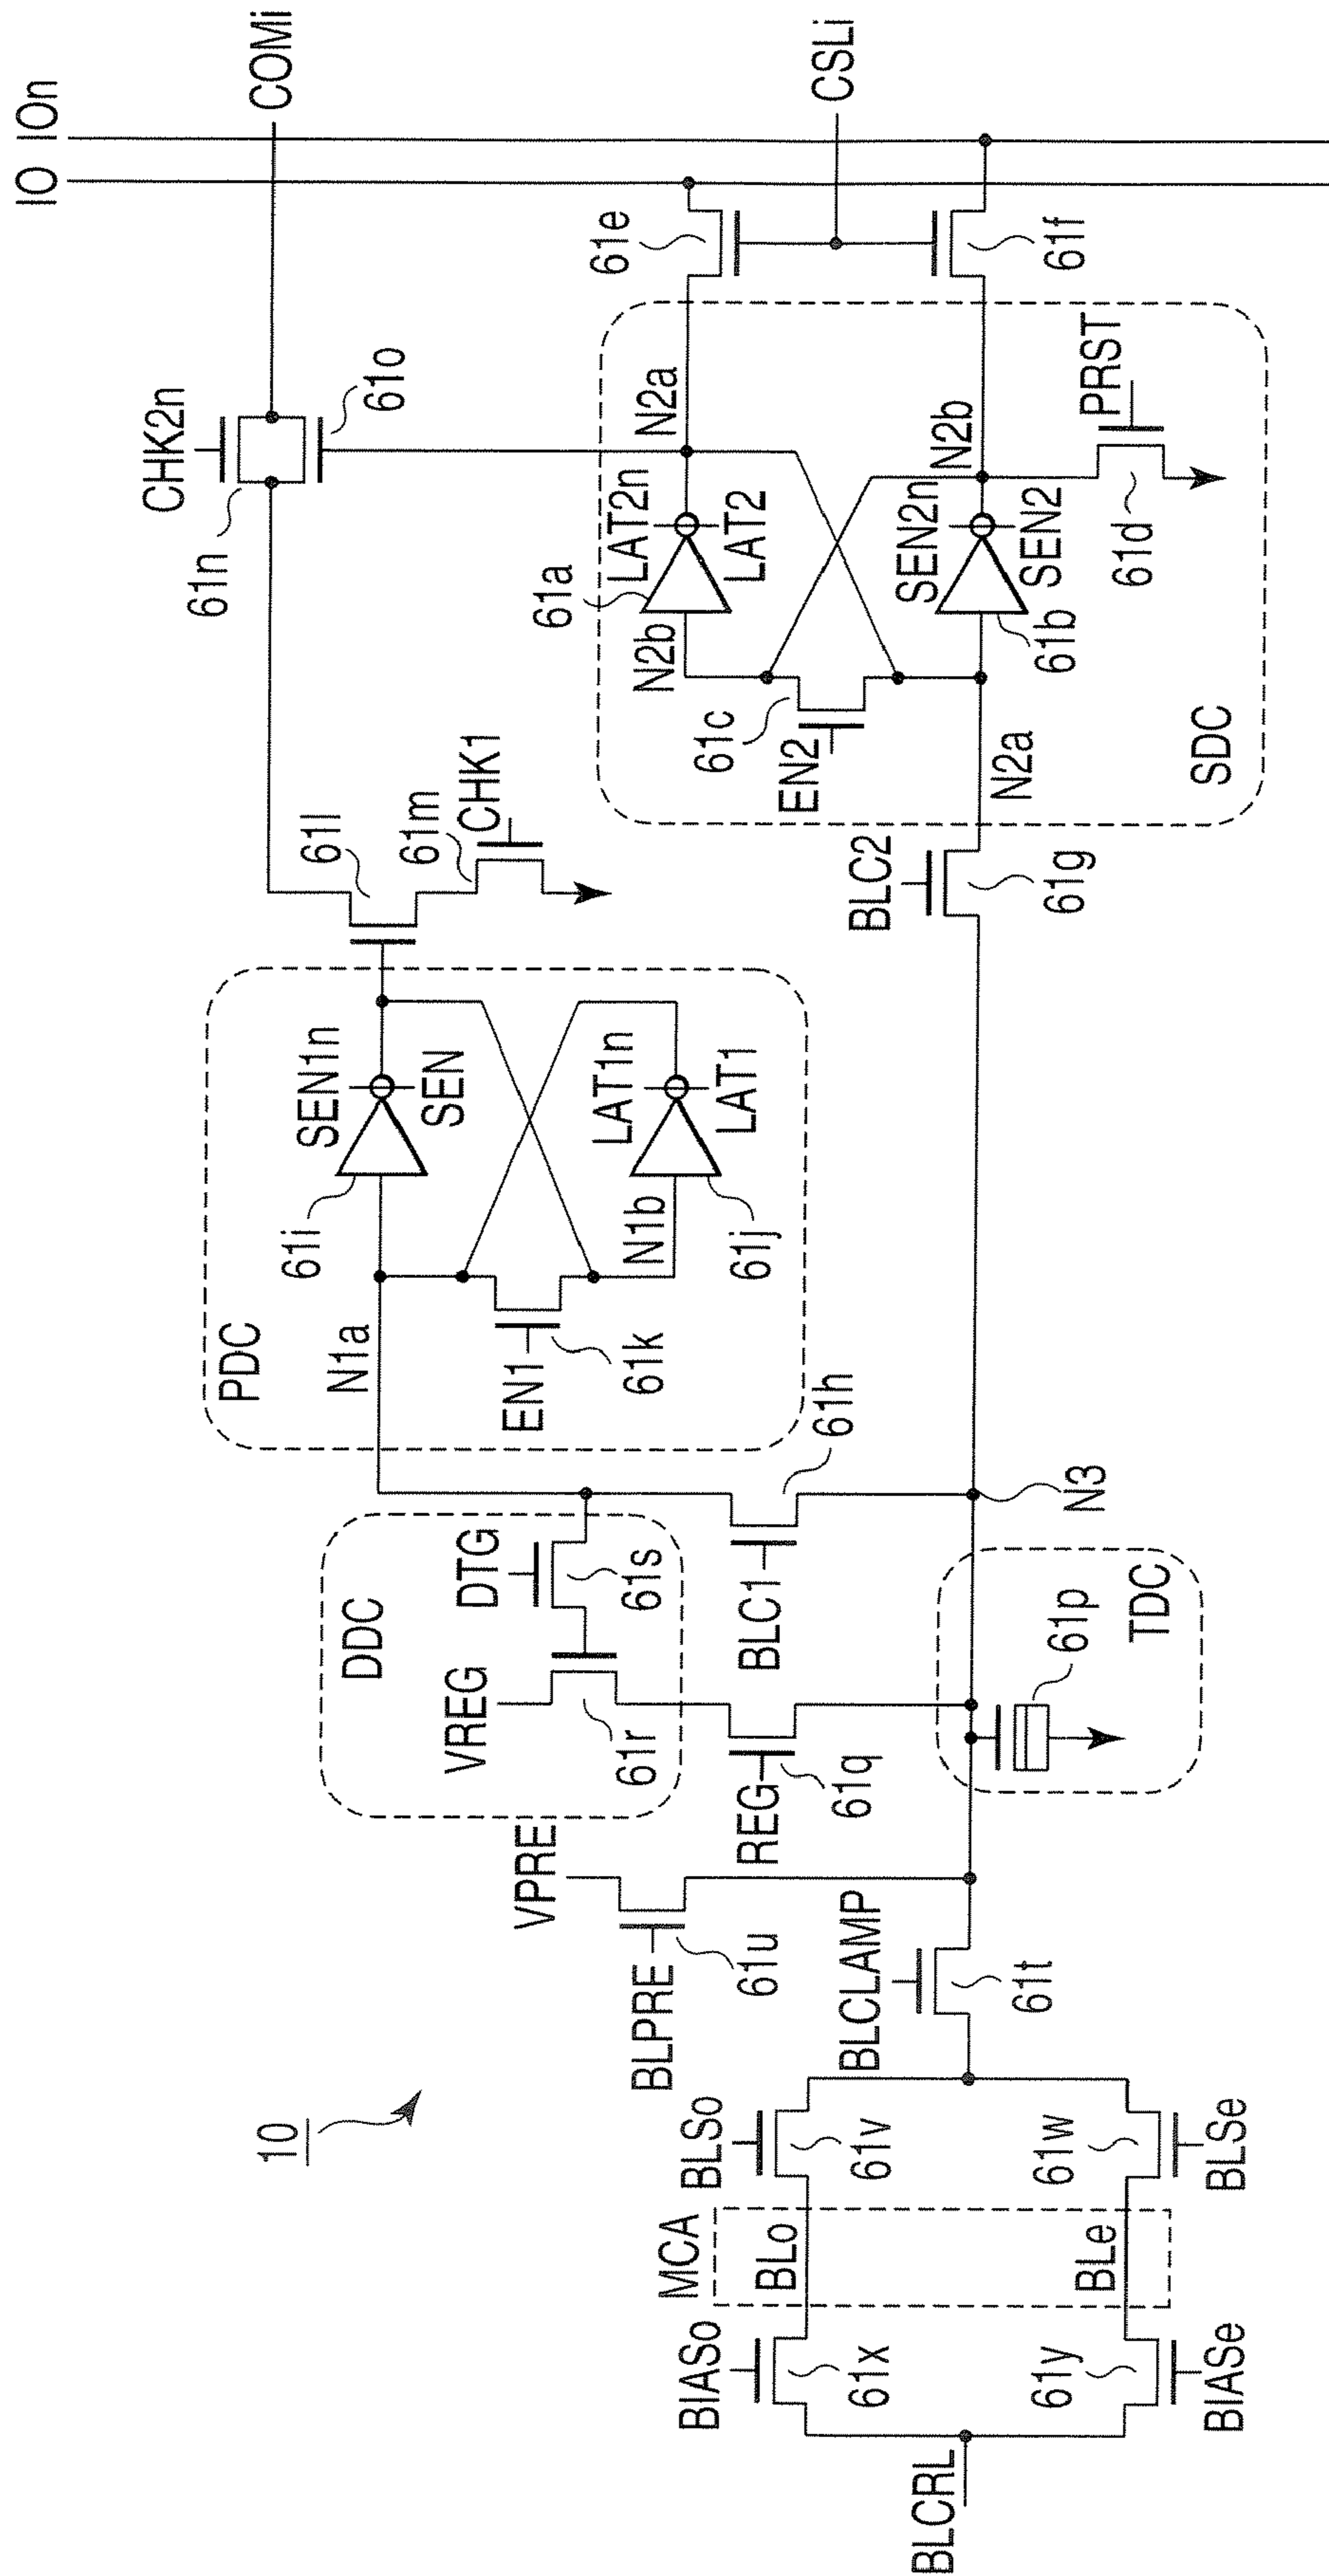 10
IO
IOn
COMi
CHK2n
61n
61o
CSLi
61e
61f
N2a
N2b
61a
LAT2n
LAT2
N2b
SEN2n
SEN2
61b
PRST
61d
61c
EN2
N2a
SDC
BLC2
61g
61l
61m
CHK1
PDC
SEN1n
SEN
61i
LAT1n
LAT1
61j
N1a
N1b
EN1
61k
61h
BLC1
N3
DDC
DTG
61s
VREG
61r
REG
61q
TDC
61p
VPRE
BLPRE
61u
BLCLAMP
61t
BLSo
61v
61w
BLSe
MCA
BLo
BLe
BIASo
61x
61y
BIASe
BLCRL